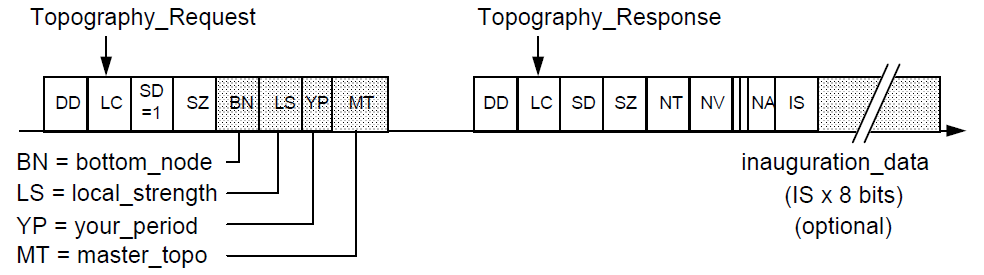 Topography_Request
Topography_Response
DD LC SD =1 SZ BN LS YP MT
DD LC SD SZ NT NV NA IS
BN = bottom_node
LS = local_strength
YP = your_period
MT = master_topo
inauguration_data
(IS x 8 bits)
(optional)